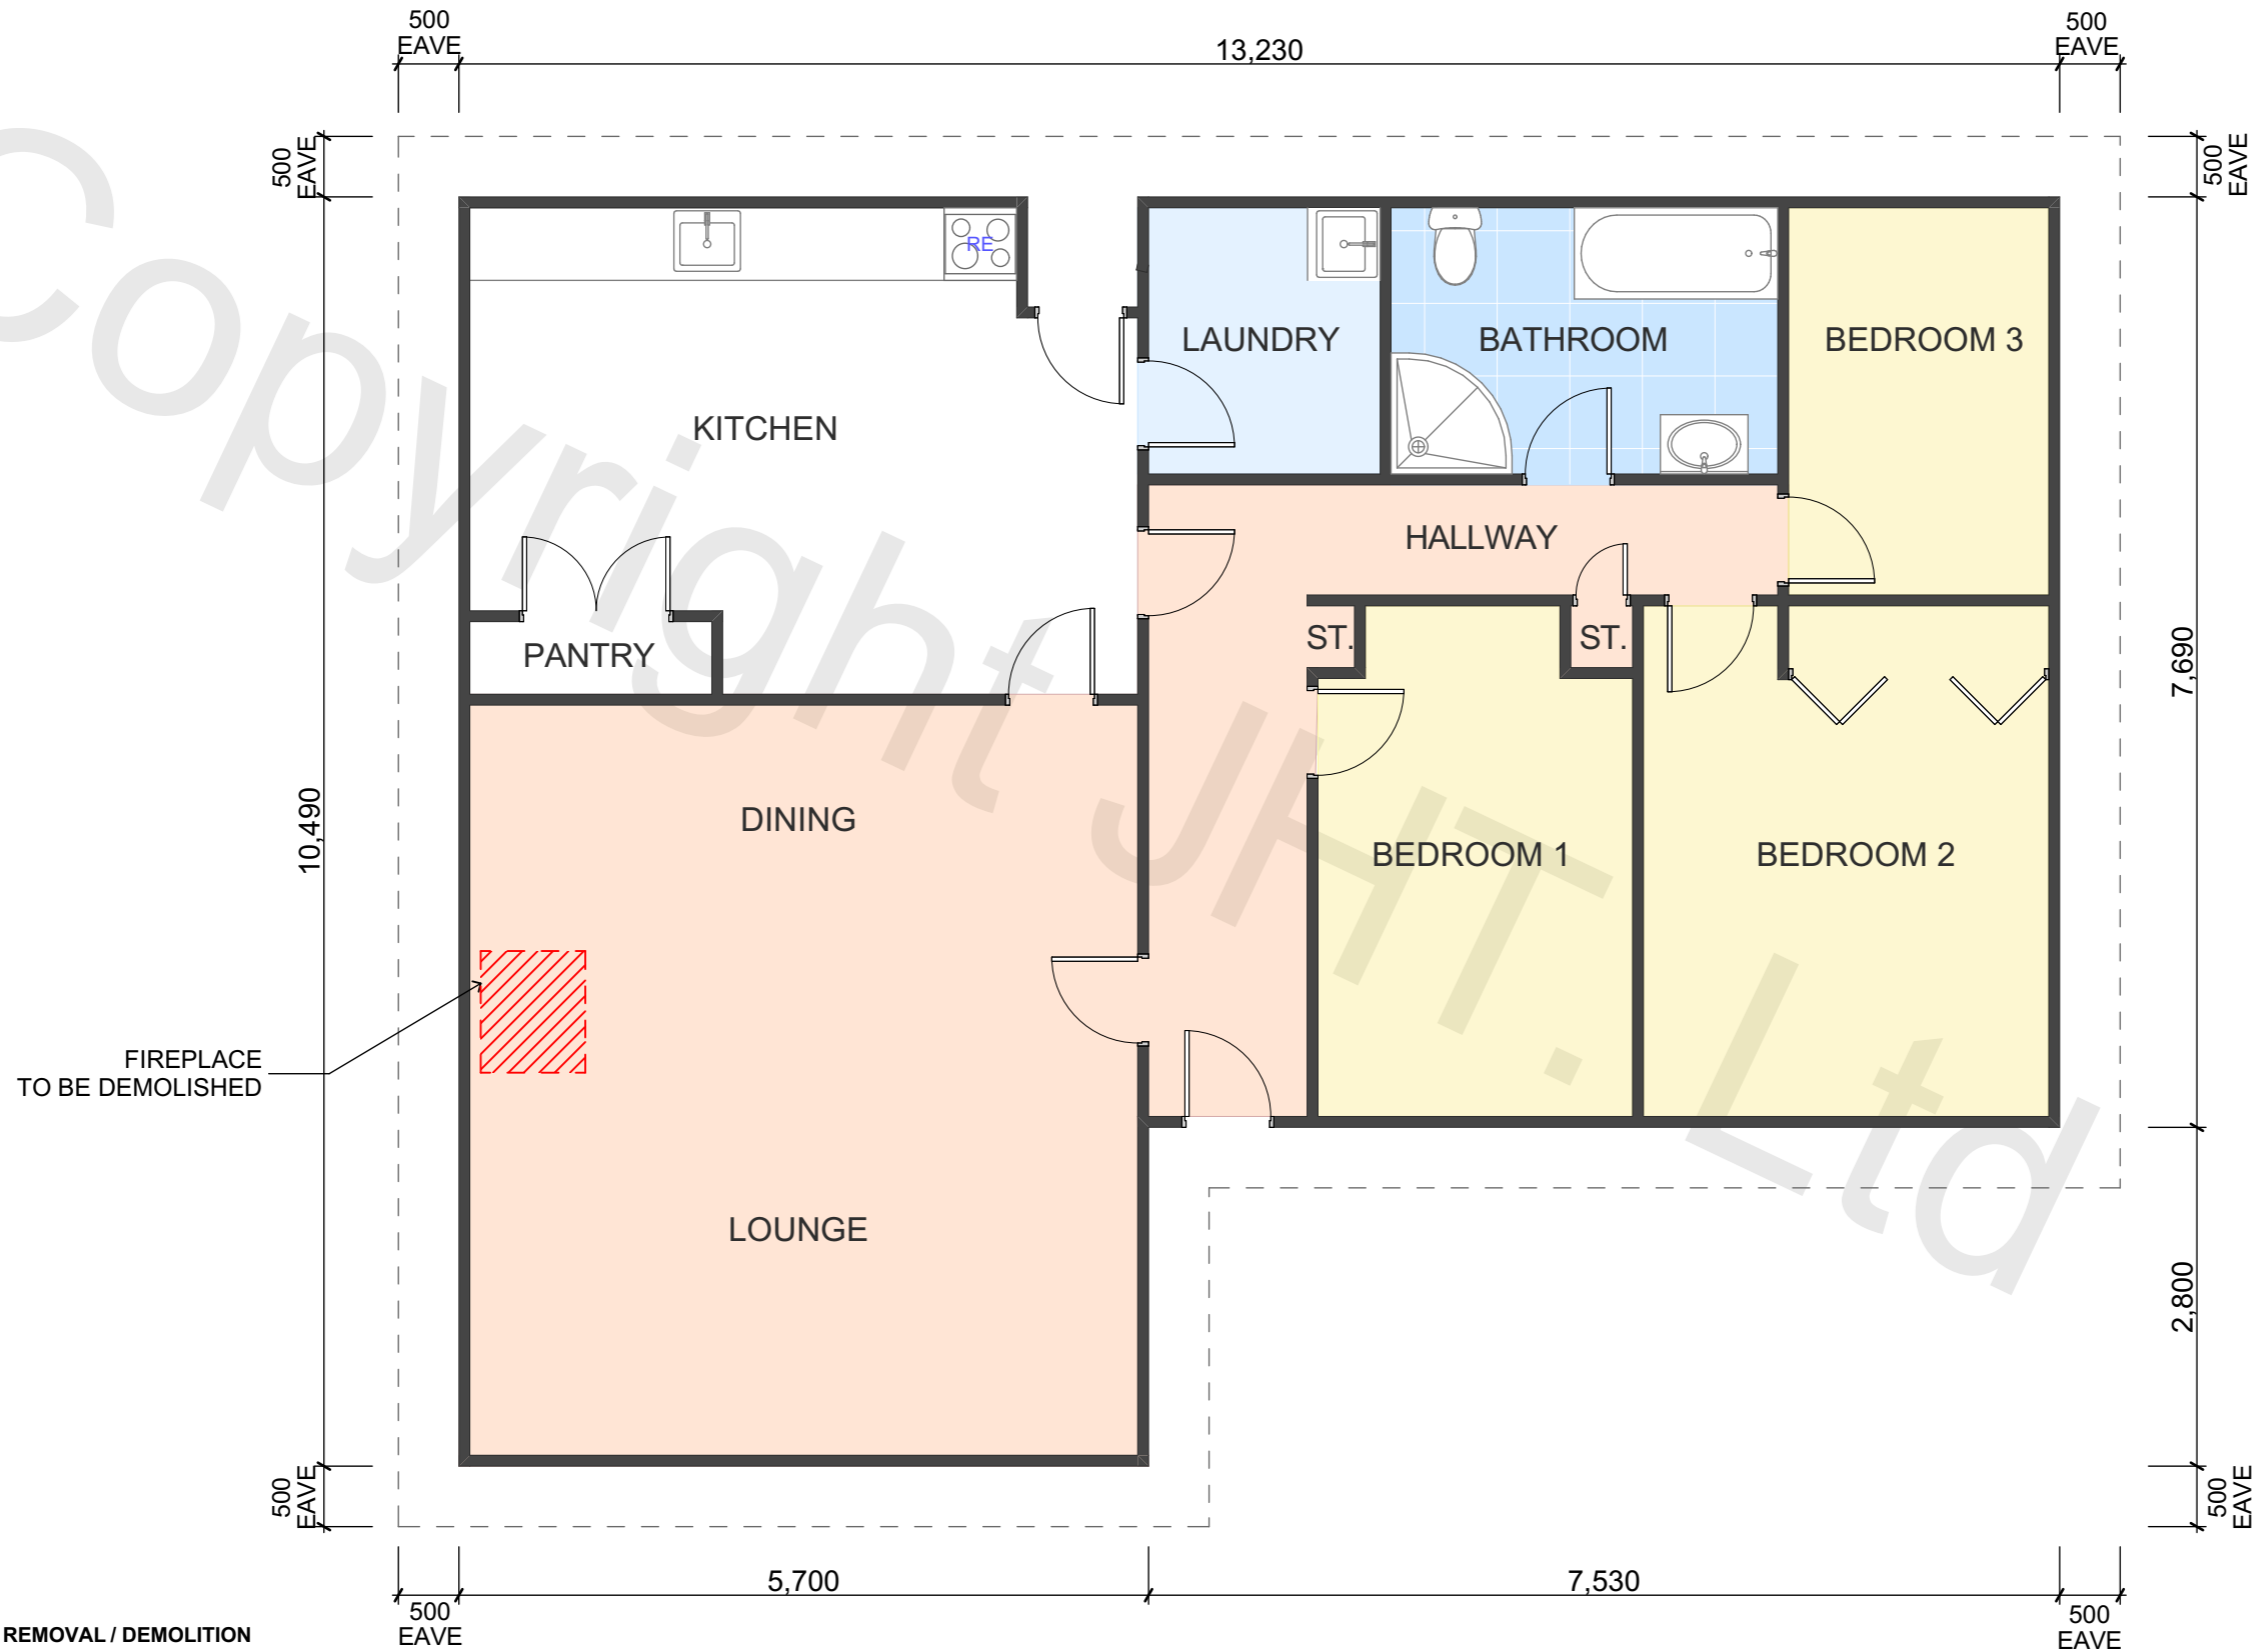 500
EAVE
13,230
500
EAVE
500
EAVE
500
EAVE
RE
LAUNDRY
BATHROOM
BEDROOM 3
KITCHEN
HALLWAY
PANTRY
ST.
ST.
7,690
10,490
DINING
BEDROOM 1
BEDROOM 2
FIREPLACE
TO BE DEMOLISHED
LOUNGE
2,800
500
EAVE
500
EAVE
5,700
7,530
500
EAVE
500
EAVE
REMOVAL / DEMOLITION
Copyright JHT. Ltd